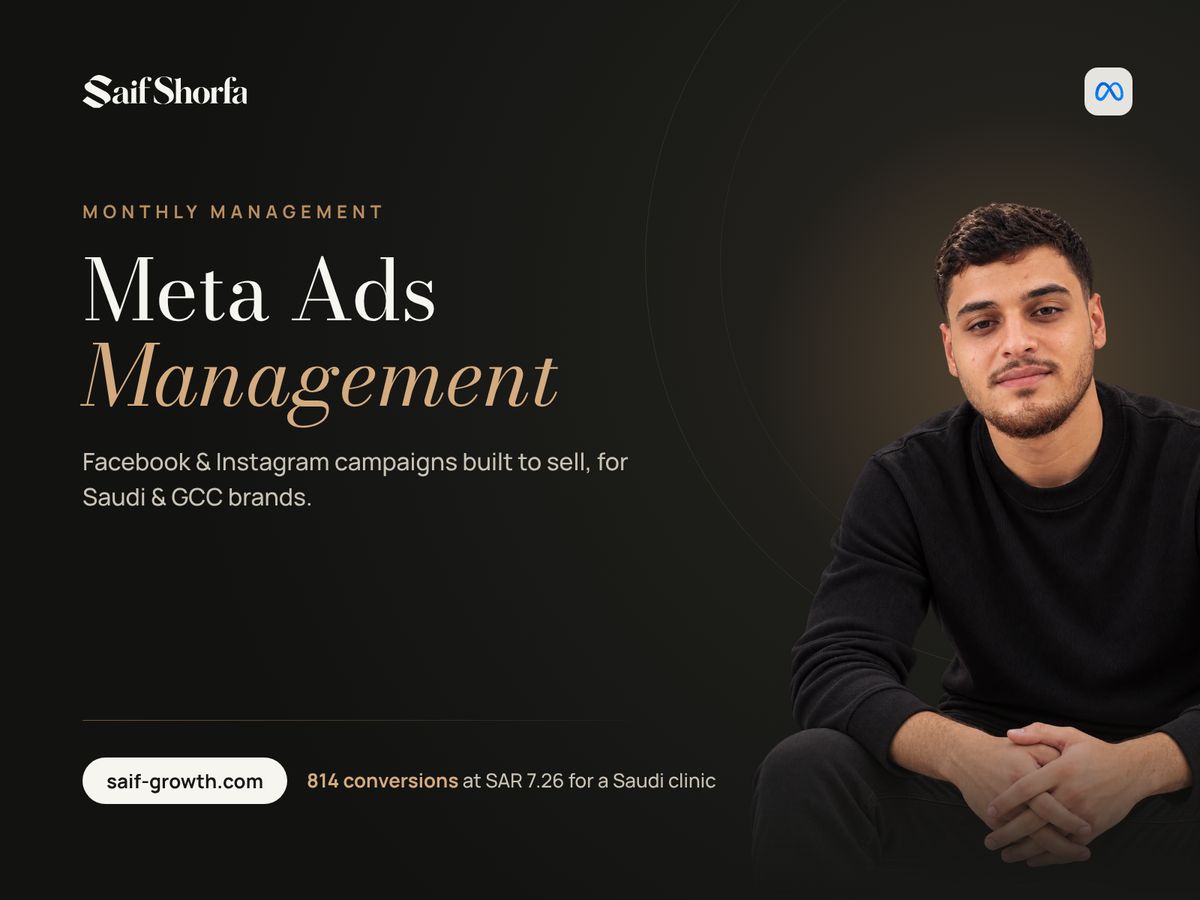 Saif Shorfa
MONTHLY MANAGEMENT
Meta Ads
Management
Facebook & Instagram campaigns built to sell, for
Saudi & GCC brands.
saif-growth.com
814 conversions at SAR 7.26 for a Saudi clinic